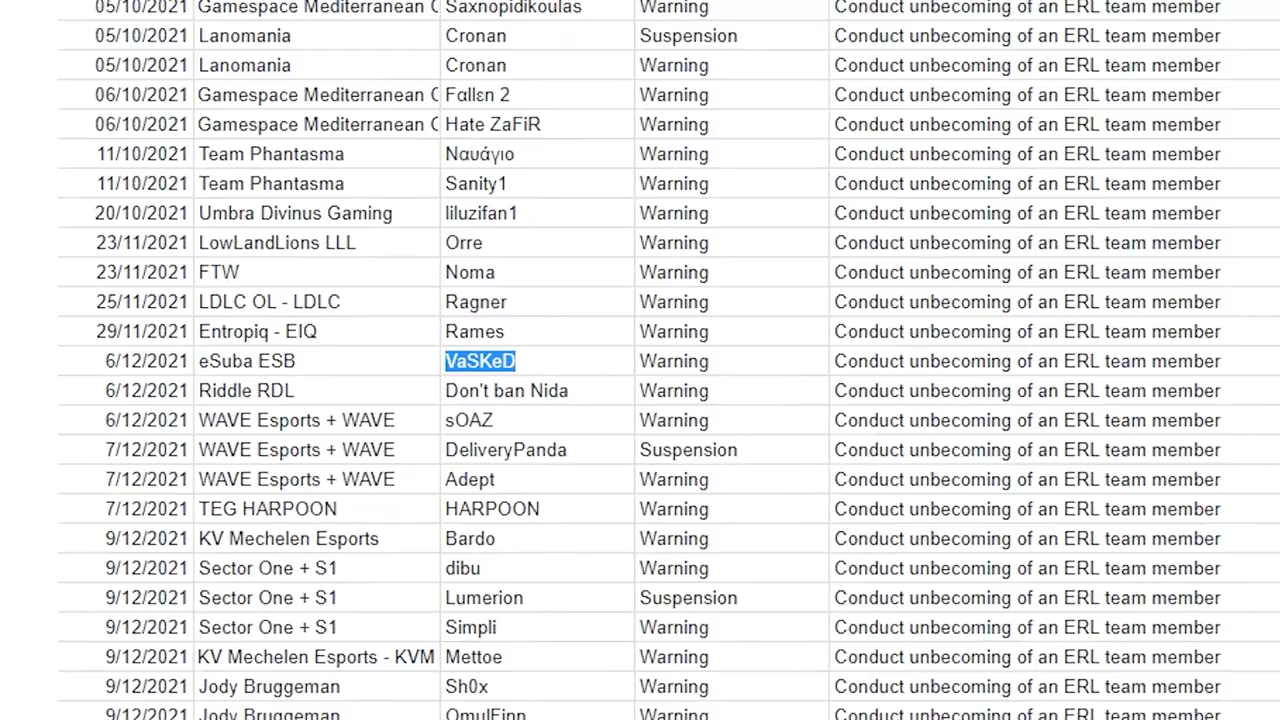 05/10/2021 Gamespace Mediterranean C Saxnopidikoulas Warning Conduct unbecoming of an ERL team member
05/10/2021 Lanomania Cronan Suspension Conduct unbecoming of an ERL team member
05/10/2021 Lanomania Cronan Warning Conduct unbecoming of an ERL team member
06/10/2021 Gamespace Mediterranean C Fαllεn 2 Warning Conduct unbecoming of an ERL team member
06/10/2021 Gamespace Mediterranean C Hate ZaFiR Warning Conduct unbecoming of an ERL team member
11/10/2021 Team Phantasma Ναυάγιο Warning Conduct unbecoming of an ERL team member
11/10/2021 Team Phantasma Sanity1 Warning Conduct unbecoming of an ERL team member
20/10/2021 Umbra Divinus Gaming liluzifan1 Warning Conduct unbecoming of an ERL team member
23/11/2021 LowLandLions LLL Orre Warning Conduct unbecoming of an ERL team member
23/11/2021 FTW Noma Warning Conduct unbecoming of an ERL team member
25/11/2021 LDLC OL - LDLC Ragner Warning Conduct unbecoming of an ERL team member
29/11/2021 Entropiq - EIQ Rames Warning Conduct unbecoming of an ERL team member
6/12/2021 eSuba ESB VaSKeD Warning Conduct unbecoming of an ERL team member
6/12/2021 Riddle RDL Don't ban Nida Warning Conduct unbecoming of an ERL team member
6/12/2021 WAVE Esports + WAVE sOAZ Warning Conduct unbecoming of an ERL team member
7/12/2021 WAVE Esports + WAVE DeliveryPanda Suspension Conduct unbecoming of an ERL team member
7/12/2021 WAVE Esports + WAVE Adept Warning Conduct unbecoming of an ERL team member
7/12/2021 TEG HARPOON HARPOON Warning Conduct unbecoming of an ERL team member
9/12/2021 KV Mechelen Esports Bardo Warning Conduct unbecoming of an ERL team member
9/12/2021 Sector One + S1 dibu Warning Conduct unbecoming of an ERL team member
9/12/2021 Sector One + S1 Lumerion Suspension Conduct unbecoming of an ERL team member
9/12/2021 Sector One + S1 Simpli Warning Conduct unbecoming of an ERL team member
9/12/2021 KV Mechelen Esports - KVM Mettoe Warning Conduct unbecoming of an ERL team member
9/12/2021 Jody Bruggeman Sh0x Warning Conduct unbecoming of an ERL team member
9/12/2021 Jody Bruggeman OmulFinn Warning Conduct unbecoming of an ERL team member